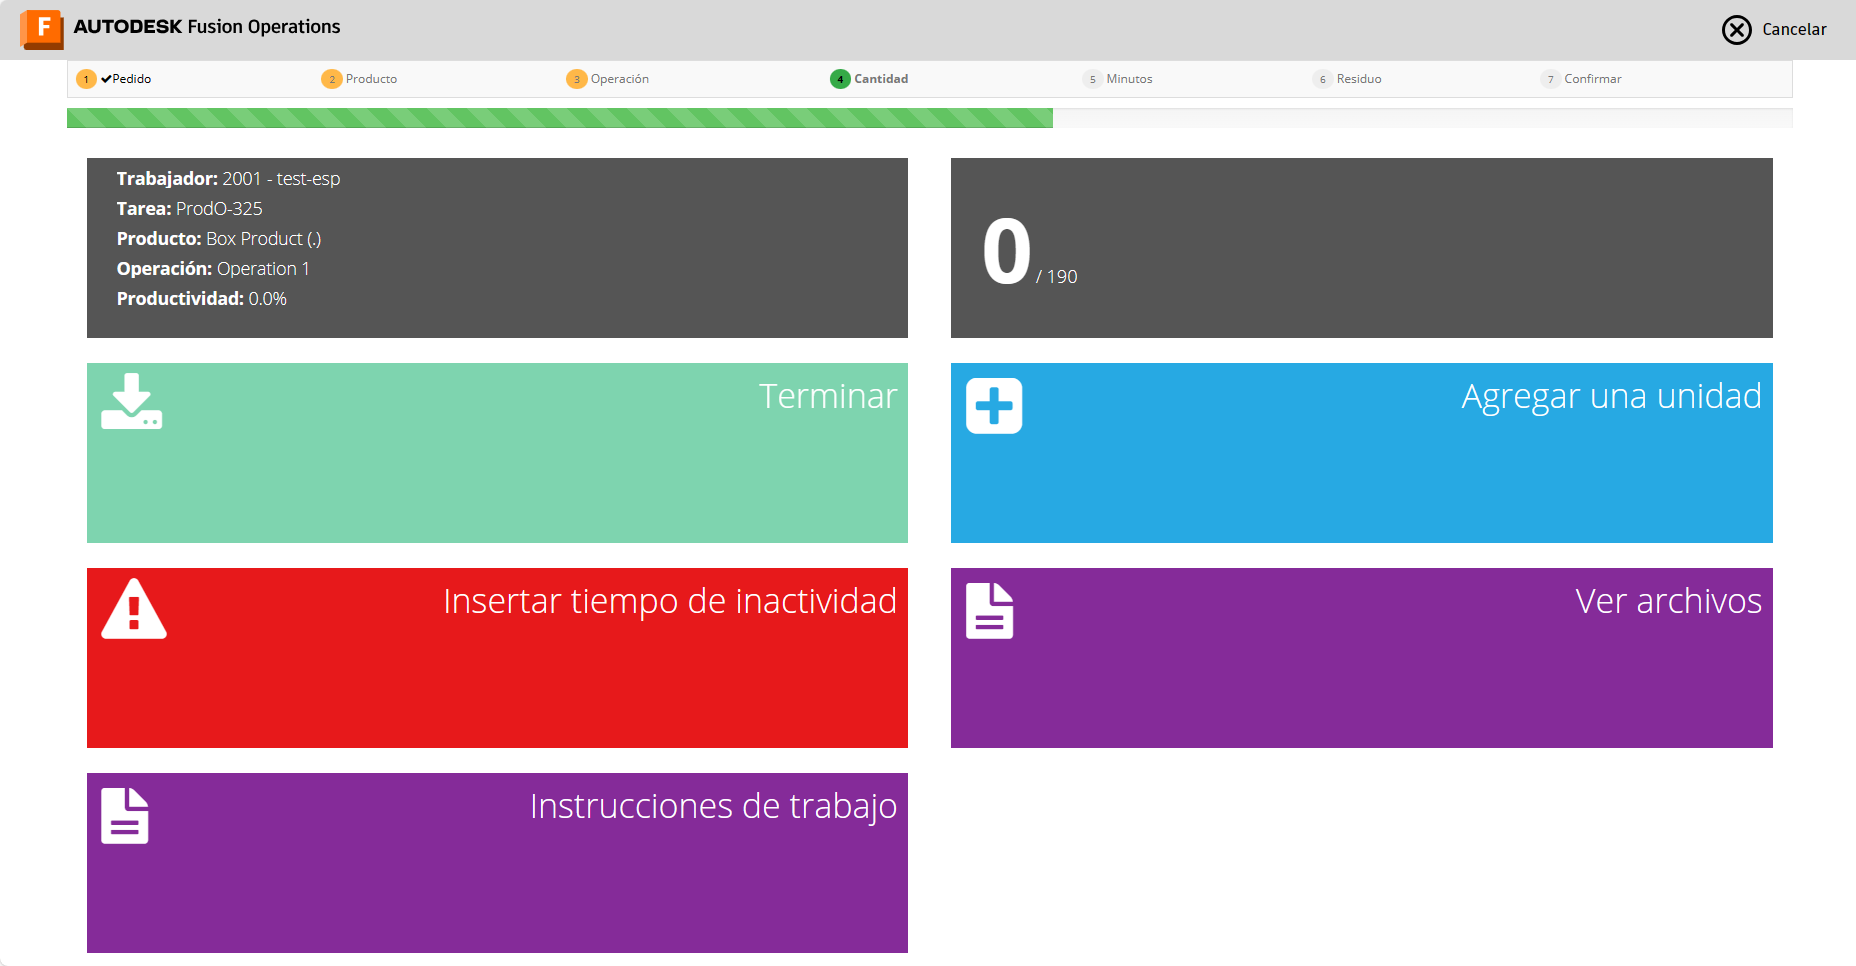 F AUTODESK Fusion Operations
Cancelar
1 Pedido
2 Producto
3 Operación
4 Cantidad
5 Minutos
6 Residuo
7 Confirmar
Trabajador: 2001 - test-esp
Tarea: ProdO-325
Producto: Box Product (.)
Operación: Operation 1
Productividad: 0.0%
0 / 190
Terminar
Agregar una unidad
Insertar tiempo de inactividad
Ver archivos
Instrucciones de trabajo